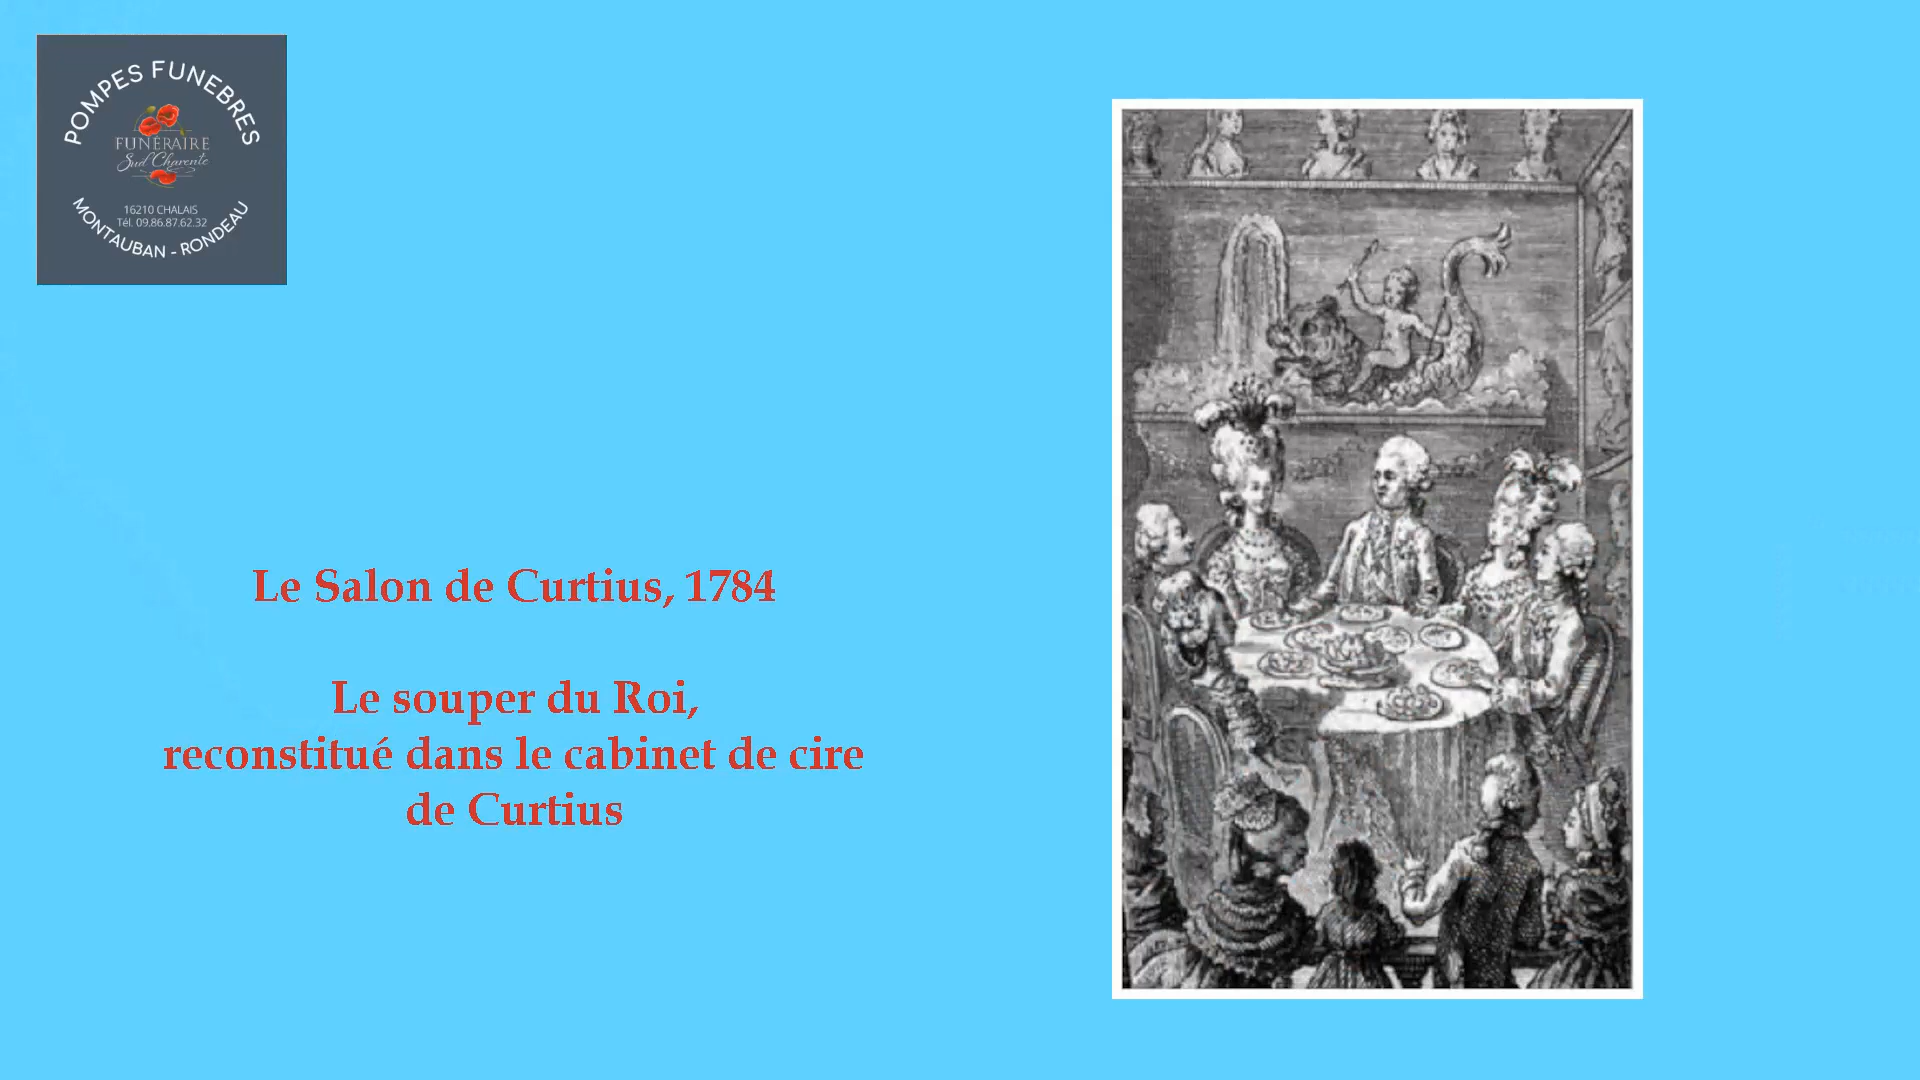 POMPES FUNEBRES
FUNÉRAIRE
Sud Charente
16210 CHALAIS
Tél. 09.86.87.62.32
MONTAUBAN - RONDEAU
Le Salon de Curtius, 1784
Le souper du Roi,
reconstitué dans le cabinet de cire
de Curtius